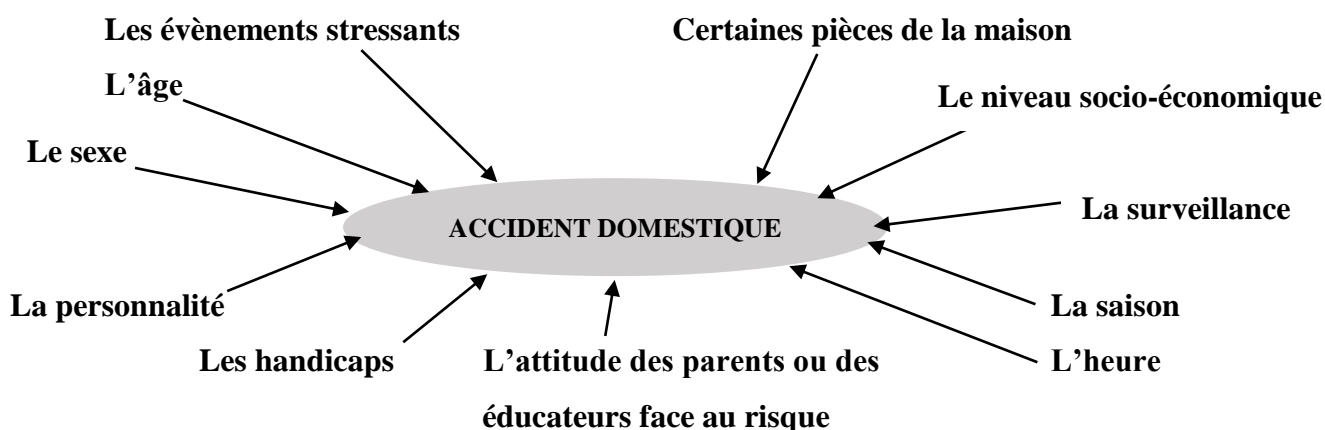 Les évènements stressants
Certaines pièces de la maison
L’âge
Le niveau socio-économique
Le sexe
La surveillance
ACCIDENT DOMESTIQUE
La personnalité
La saison
Les handicaps
L’attitude des parents ou des
éducateurs face au risque
L’heure